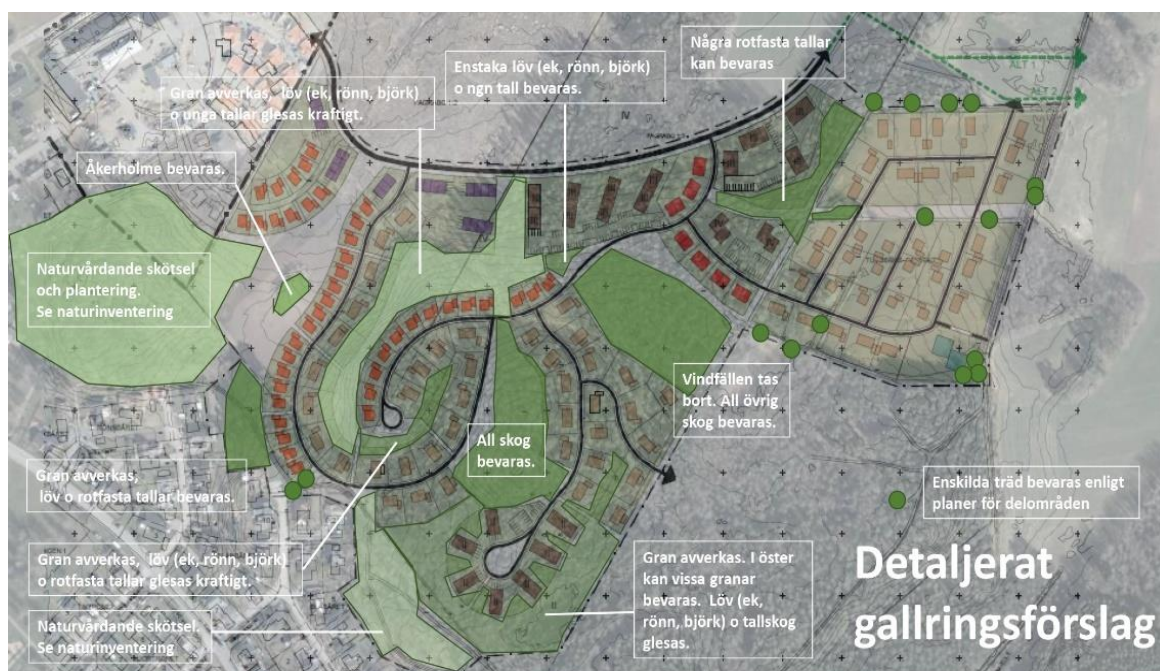 Några rotfasta tallar
kan bevaras
Enstaka löv (ek, rönn, björk)
o ngn tall bevaras.
Gran avverkas, löv (ek, rönn, björk)
o unga tallar glesas kraftigt.
Åkerholme bevaras.
Naturvårdande skötsel
och plantering.
Se naturinventering
Vindfällen tas
bort. All övrig
skog bevaras.
All skog
bevaras.
Gran avverkas,
löv o rotfasta tallar bevaras.
Enskilda träd bevaras enligt
planer för delområden
Gran avverkas, löv (ek, rönn, björk)
o rotfasta tallar glesas kraftigt.
Gran avverkas. I öster
kan vissa granar
bevaras. Löv (ek,
rönn, björk) o tallskog
glesas.
Naturvårdande skötsel.
Se naturinventering
Detaljerat
gallringsförslag
ALT 2